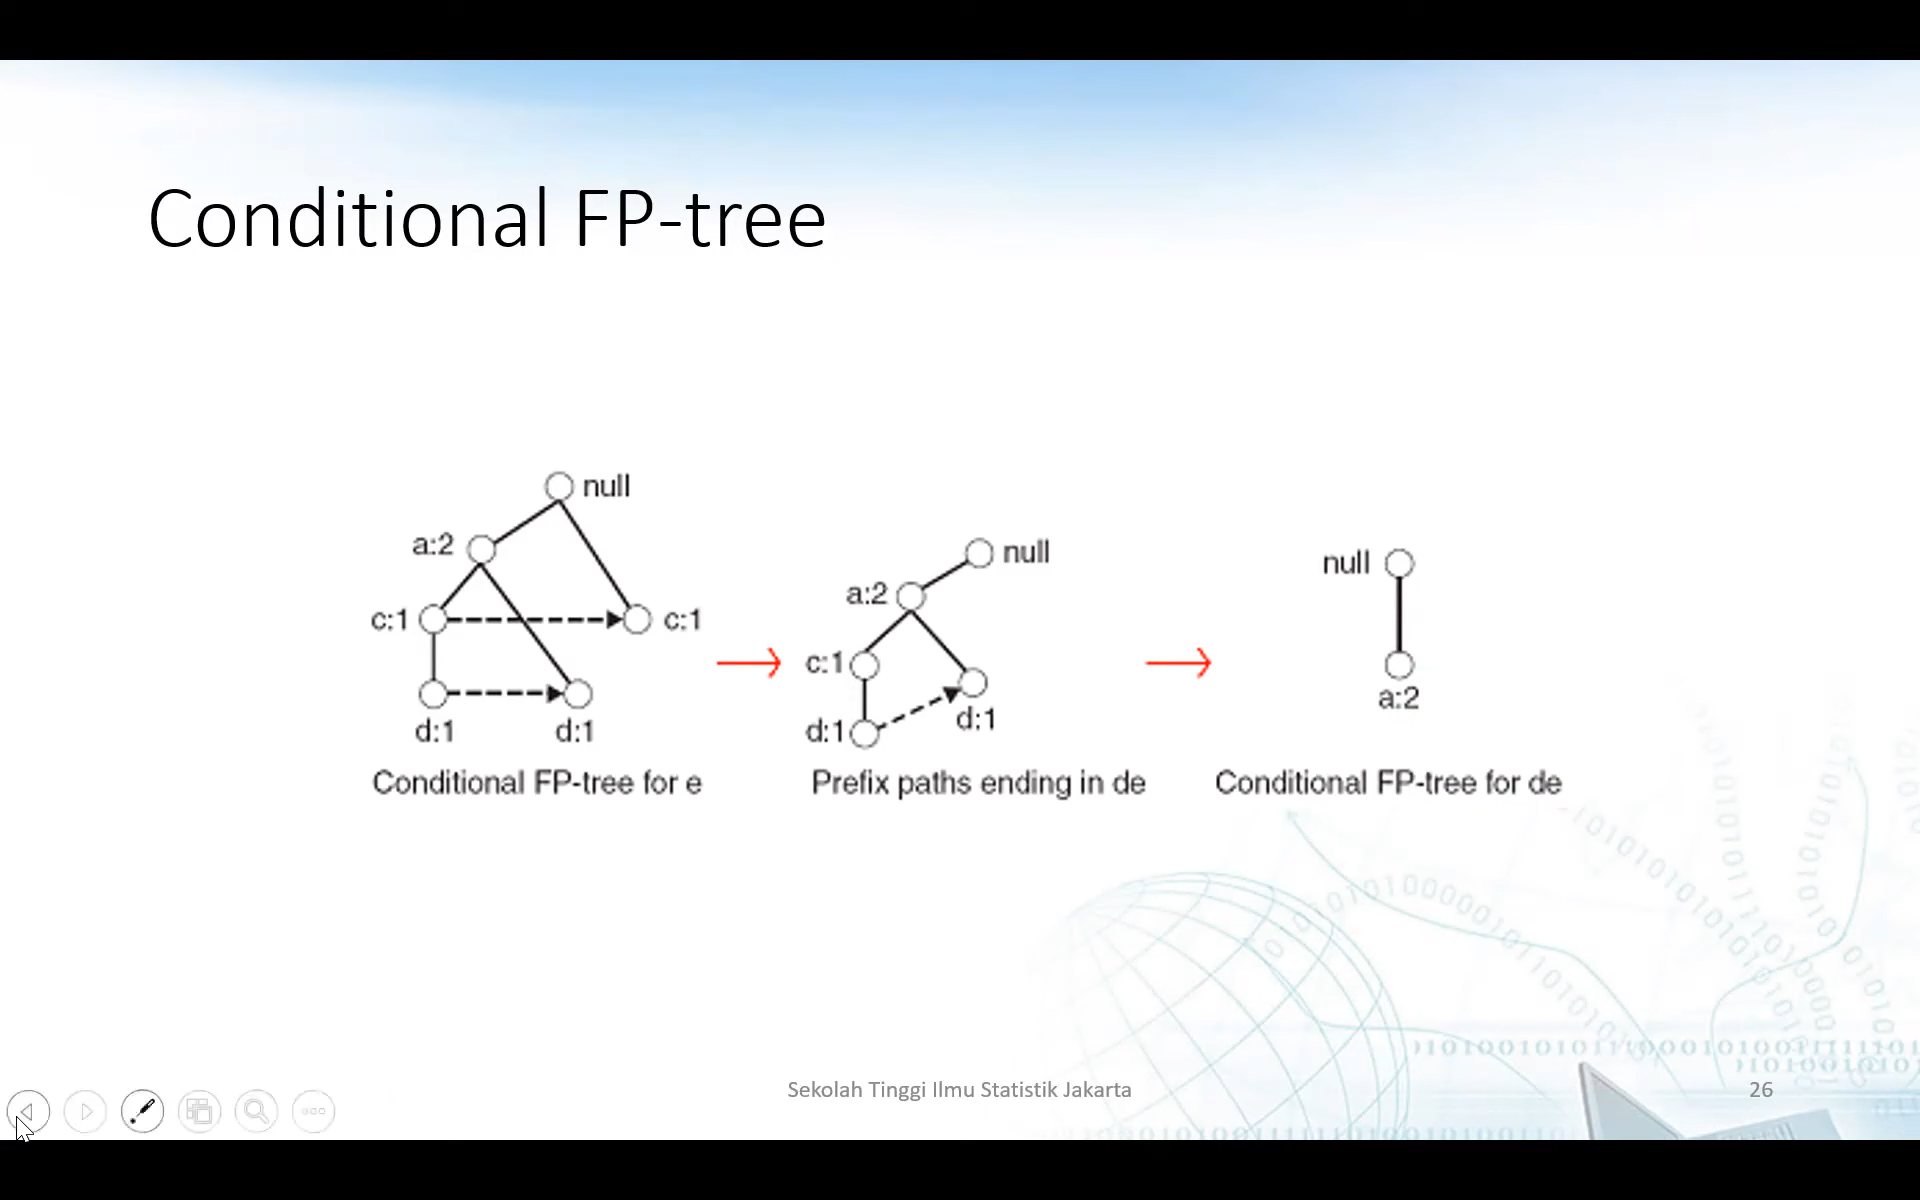 Conditional FP-tree
null
a:2
c:1
c:1
d:1
d:1
Conditional FP-tree for e
null
a:2
c:1
d:1
d:1
Prefix paths ending in de
null
a:2
Conditional FP-tree for de
Sekolah Tinggi Ilmu Statistik Jakarta
26